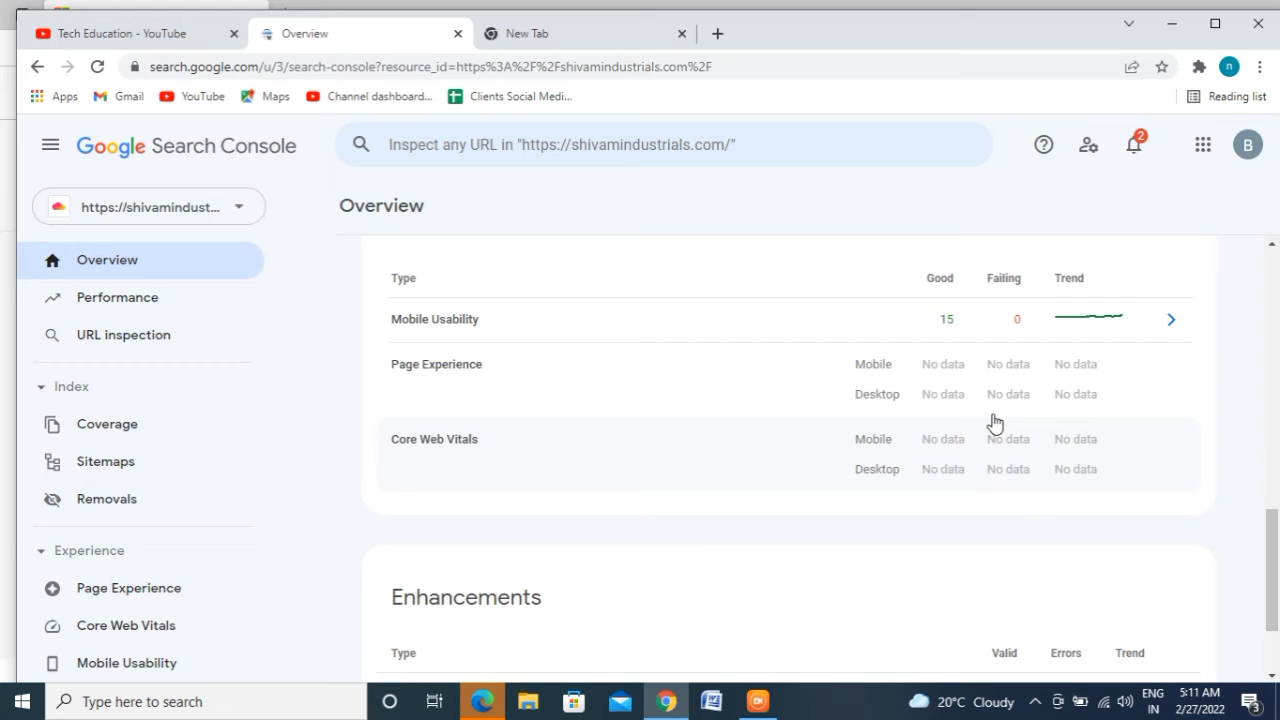 Tech Education - YouTube
Overview
New Tab
search.google.com/u/3/search-console?resource_id=https%3A%2F%2Fshivamindustrials.com%2F
n
Apps
Gmail
YouTube
Maps
Channel dashboard...
Clients Social Medi...
Reading list
Google Search Console
Inspect any URL in "https://shivamindustrials.com/"
2
B
https://shivamindust...
Overview
Overview
Performance
URL inspection
Index
Coverage
Sitemaps
Removals
Experience
Page Experience
Core Web Vitals
Mobile Usability
Type Good Failing Trend
Mobile Usability 15 0
Page Experience Mobile No data No data No data
Desktop No data No data No data
Core Web Vitals Mobile No data No data No data
Desktop No data No data No data
Enhancements
Type Valid Errors Trend
Type here to search
20°C Cloudy
ENG
IN
5:11 AM
2/27/2022
3